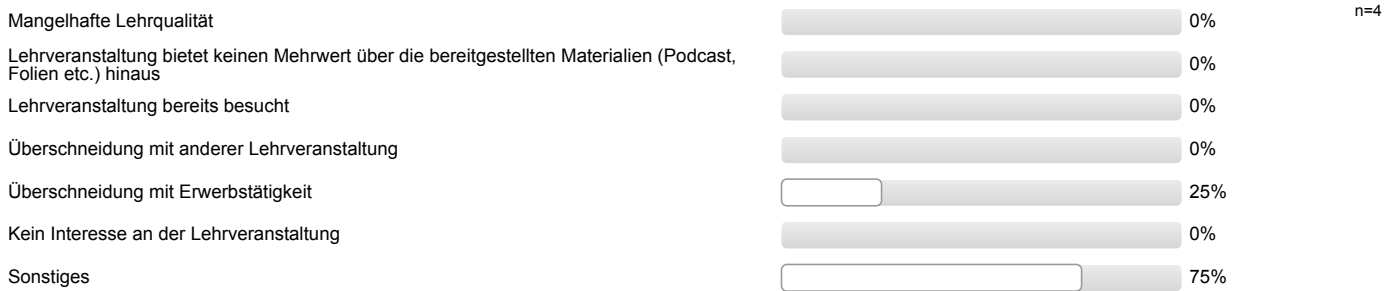 Mangelhafte Lehrqualität 0% n=4
Lehrveranstaltung bietet keinen Mehrwert über die bereitgestellten Materialien (Podcast,
Folien etc.) hinaus 0%
Lehrveranstaltung bereits besucht 0%
Überschneidung mit anderer Lehrveranstaltung 0%
Überschneidung mit Erwerbstätigkeit 25%
Kein Interesse an der Lehrveranstaltung 0%
Sonstiges 75%